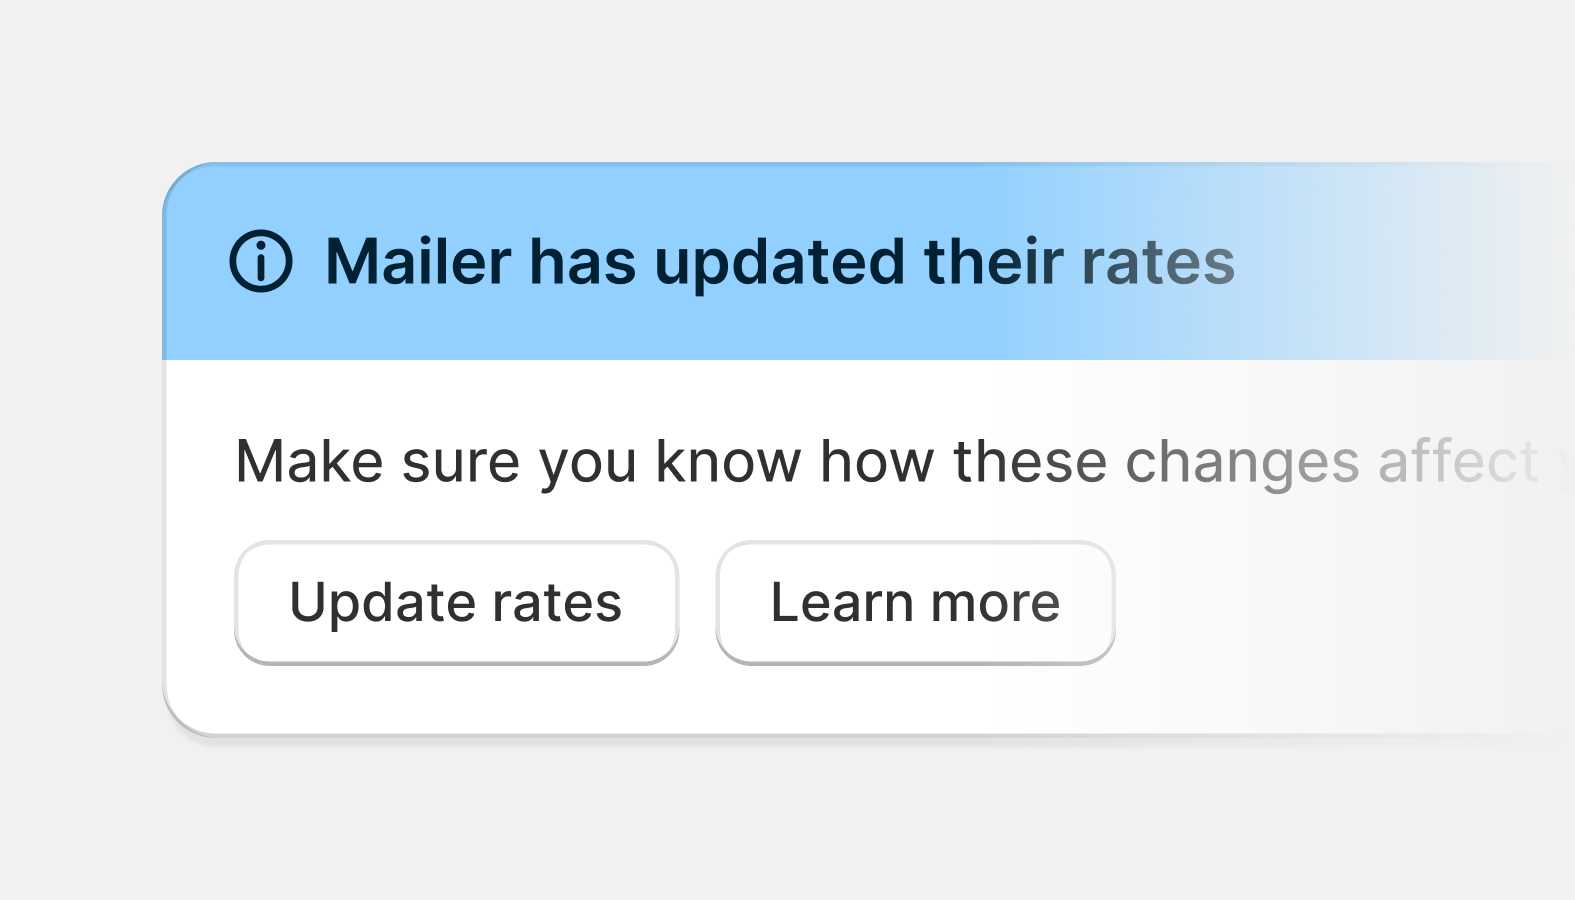 Mailer has updated their rates
Make sure you know how these changes affect
Update rates
Learn more